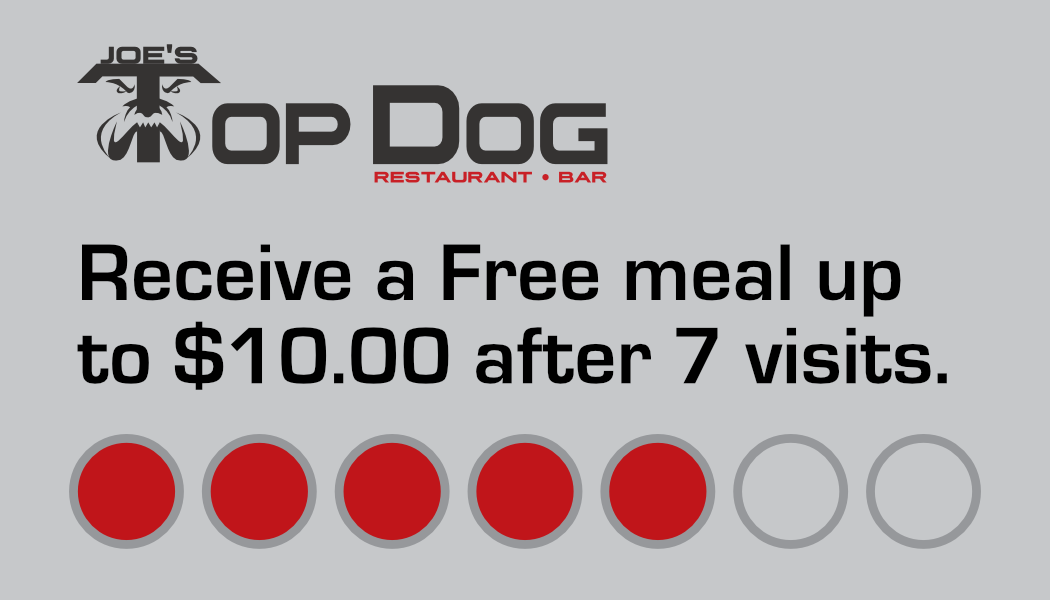 JOE'S
TOP DOG
RESTAURANT • BAR
Receive a Free meal up
to $10.00 after 7 visits.